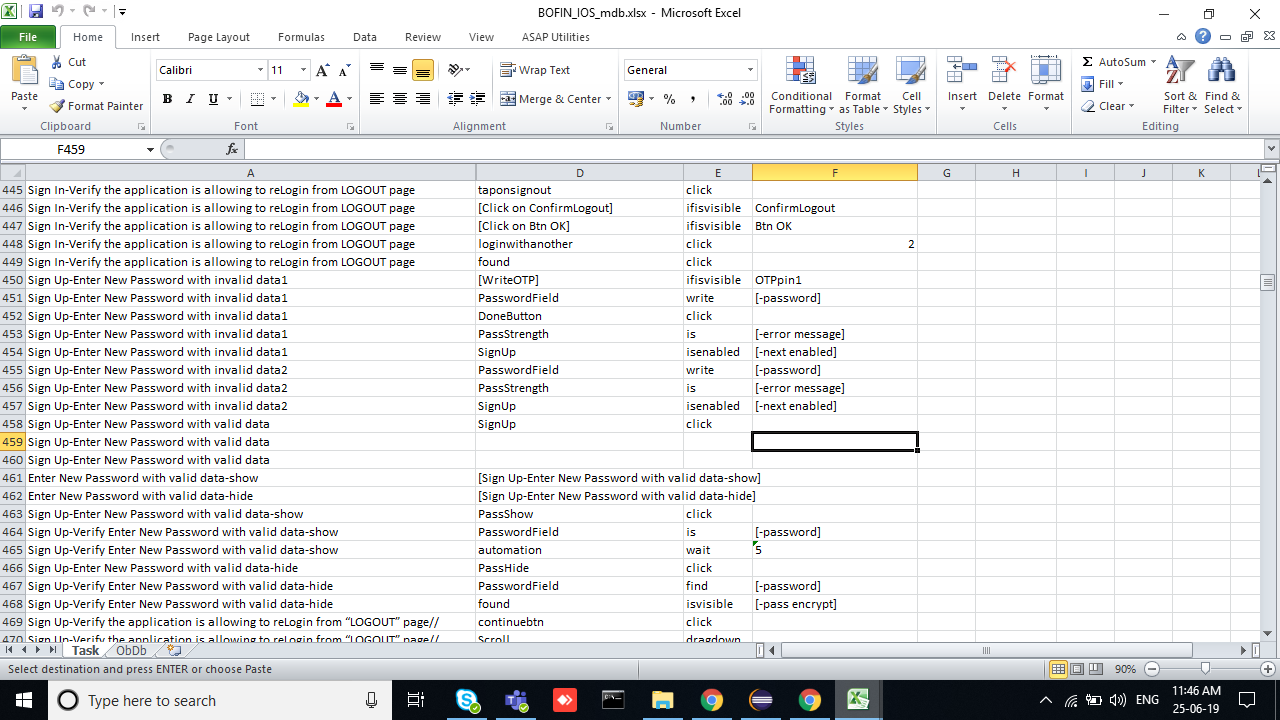 BOFIN_IOS_mdb.xlsx - Microsoft Excel
File Home Insert Page Layout Formulas Data Review View ASAP Utilities
Paste Cut Copy Format Painter Clipboard
Calibri 11 B I U Font
Wrap Text Merge & Center Alignment
General % , Number
Conditional Formatting Format as Table Cell Styles Styles
Insert Delete Format Cells
Σ AutoSum Fill Clear Sort & Filter Find & Select Editing
F459 fx
A D E F G H I J K L
445 Sign In-Verify the application is allowing to reLogin from LOGOUT page taponsignout click
446 Sign In-Verify the application is allowing to reLogin from LOGOUT page [Click on ConfirmLogout] ifisvisible ConfirmLogout
447 Sign In-Verify the application is allowing to reLogin from LOGOUT page [Click on Btn OK] ifisvisible Btn OK
448 Sign In-Verify the application is allowing to reLogin from LOGOUT page loginwithanother click 2
449 Sign In-Verify the application is allowing to reLogin from LOGOUT page found click
450 Sign Up-Enter New Password with invalid data1 [WriteOTP] ifisvisible OTPpin1
451 Sign Up-Enter New Password with invalid data1 PasswordField write [-password]
452 Sign Up-Enter New Password with invalid data1 DoneButton click
453 Sign Up-Enter New Password with invalid data1 PassStrength is [-error message]
454 Sign Up-Enter New Password with invalid data1 SignUp isenabled [-next enabled]
455 Sign Up-Enter New Password with invalid data2 PasswordField write [-password]
456 Sign Up-Enter New Password with invalid data2 PassStrength is [-error message]
457 Sign Up-Enter New Password with invalid data2 SignUp isenabled [-next enabled]
458 Sign Up-Enter New Password with valid data SignUp click
459 Sign Up-Enter New Password with valid data
460 Sign Up-Enter New Password with valid data
461 Enter New Password with valid data-show [Sign Up-Enter New Password with valid data-show]
462 Enter New Password with valid data-hide [Sign Up-Enter New Password with valid data-hide]
463 Sign Up-Enter New Password with valid data-show PassShow click
464 Sign Up-Verify Enter New Password with valid data-show PasswordField is [-password]
465 Sign Up-Verify Enter New Password with valid data-show automation wait 5
466 Sign Up-Enter New Password with valid data-hide PassHide click
467 Sign Up-Verify Enter New Password with valid data-hide PasswordField find [-password]
468 Sign Up-Verify Enter New Password with valid data-hide found isvisible [-pass encrypt]
469 Sign Up-Verify the application is allowing to reLogin from “LOGOUT” page// continuebtn click
470 Sign Up-Verify the application is allowing to reLogin from “LOGOUT” page// Scroll dragdown
Task ObDb
Select destination and press ENTER or choose Paste 90%
Type here to search ENG 11:46 AM
25-06-19